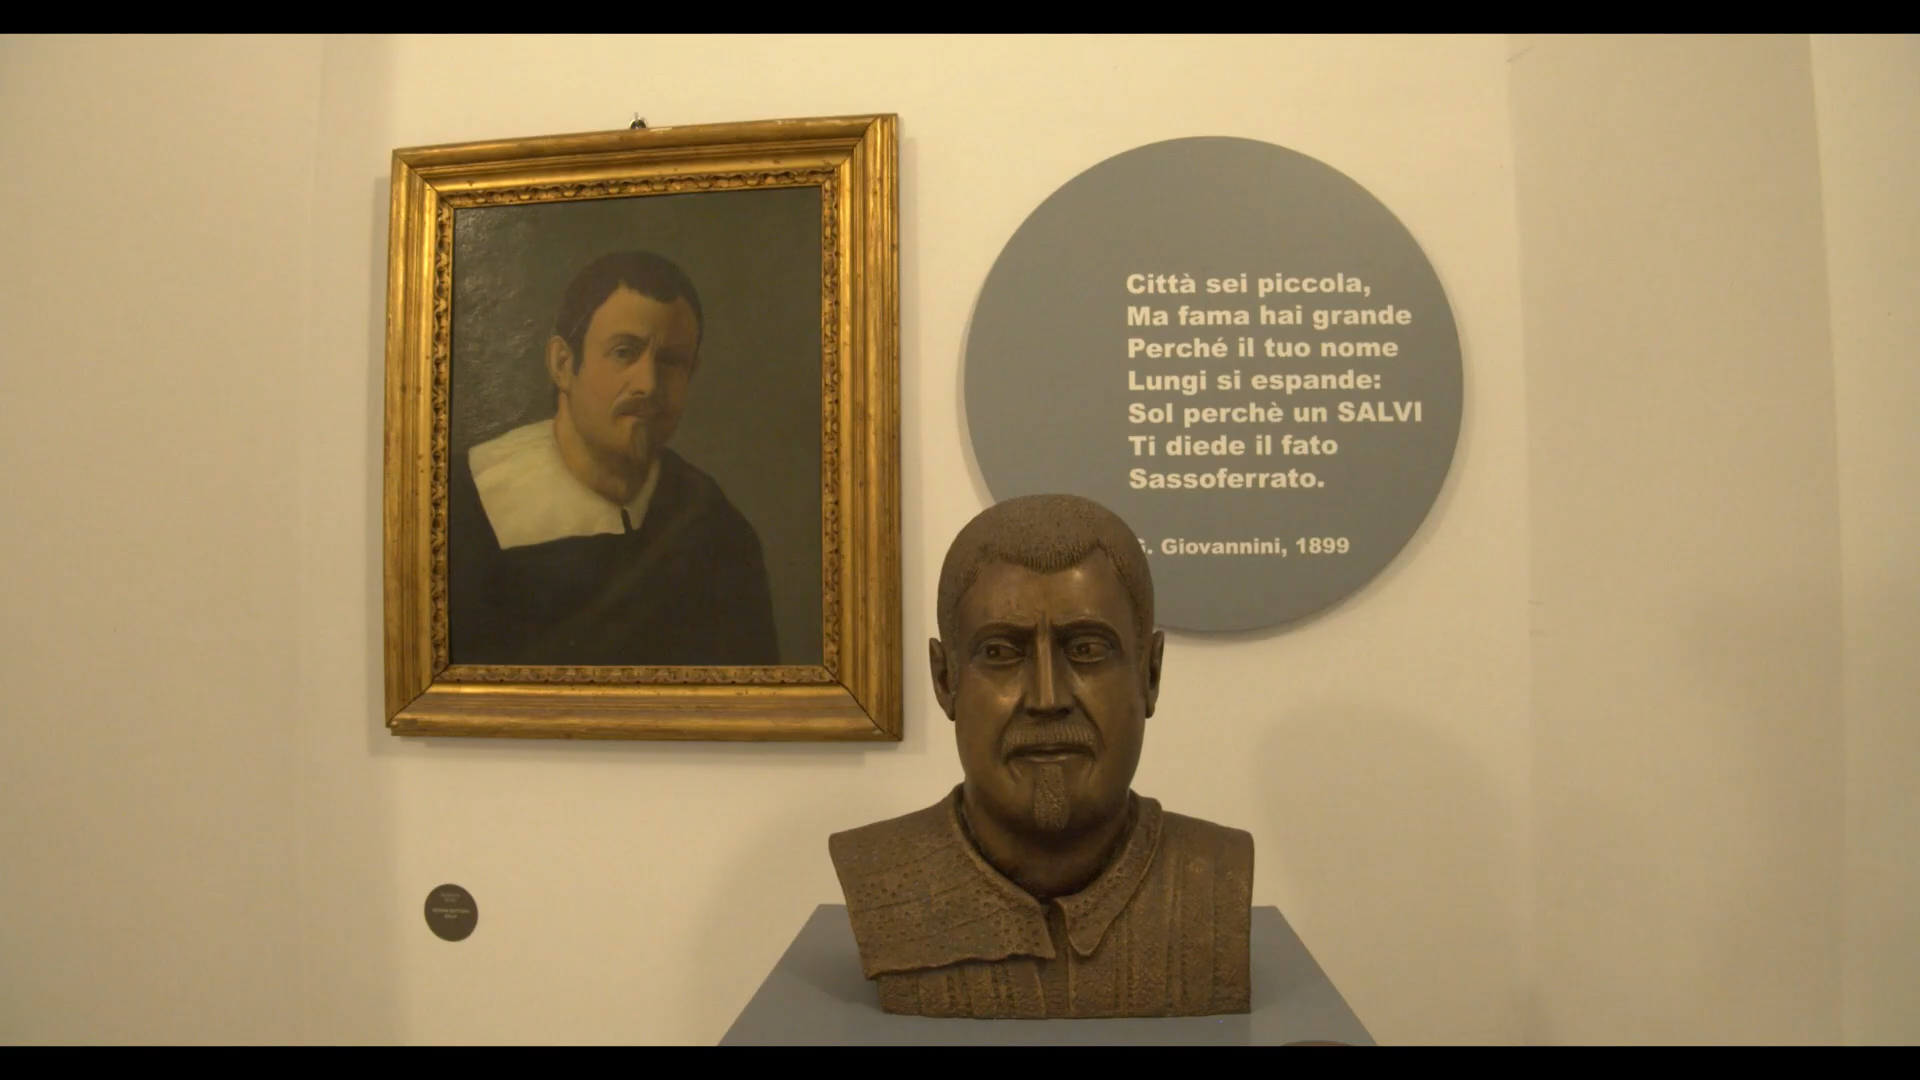 Città sei piccola,
Ma fama hai grande
Perché il tuo nome
Lungi si espande:
Sol perchè un SALVI
Ti diede il fato
Sassoferrato.
G. Giovannini, 1899